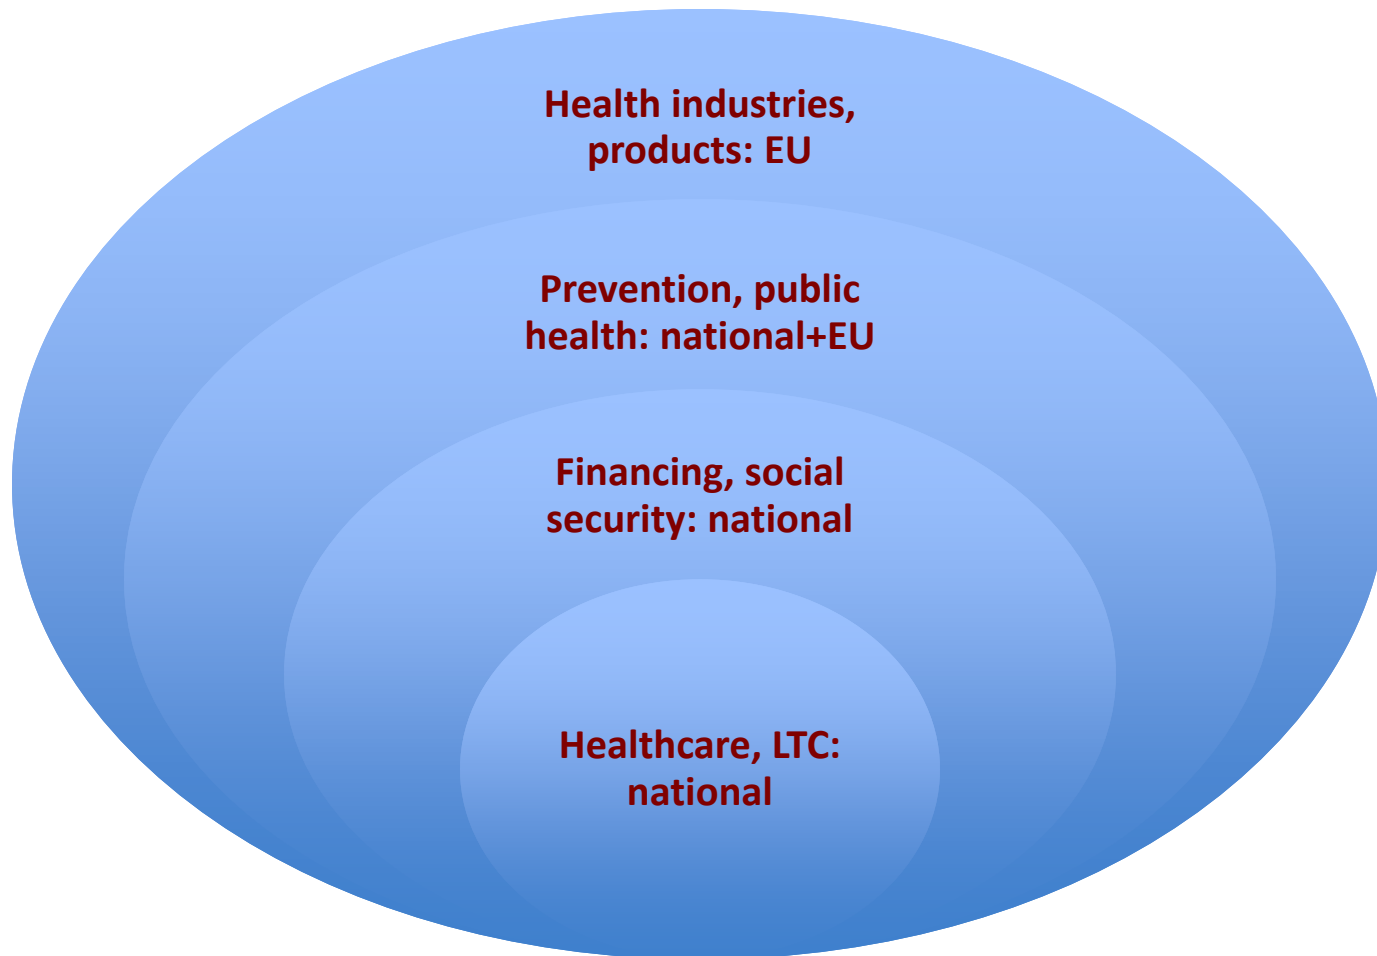 Health industries,
products: EU
Prevention, public
health: national+EU
Financing, social
security: national
Healthcare, LTC:
national